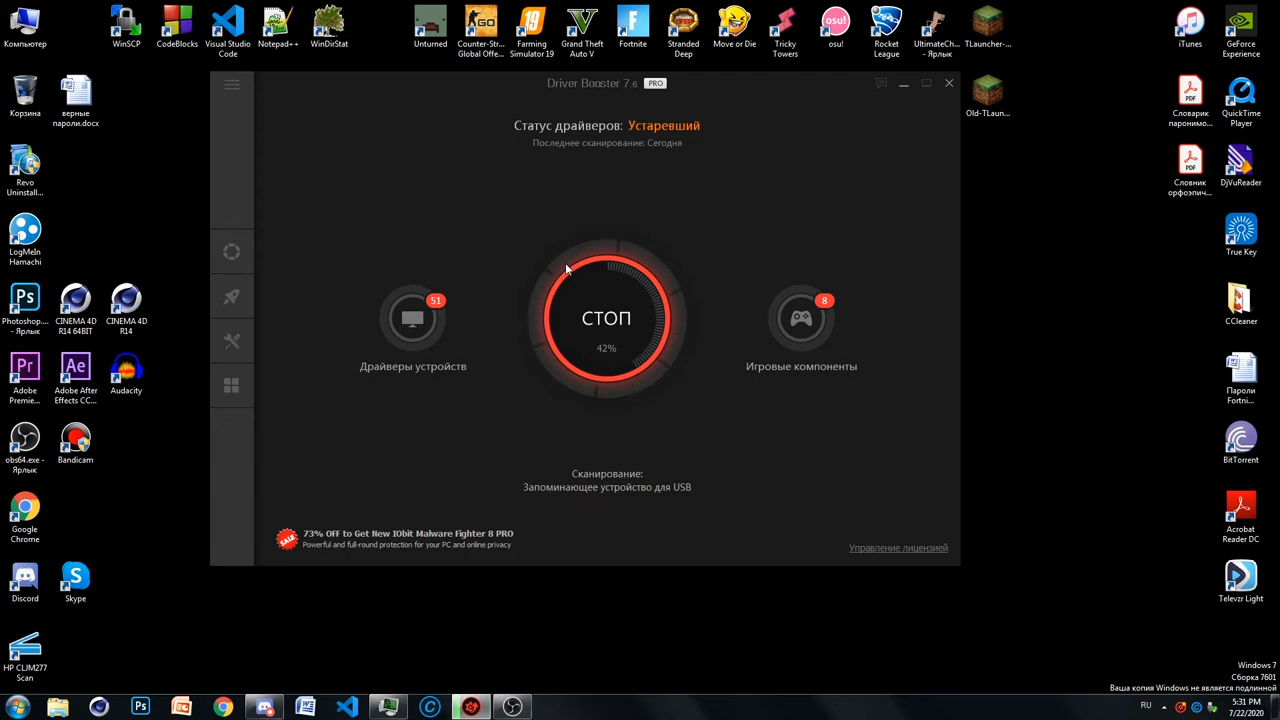 Компьютер
WinSCP
CodeBlocks
Visual Studio
Code
Notepad++
WinDirStat
Unturned
Counter-Str...
Global Offe...
Farming
Simulator 19
Grand Theft
Auto V
Fortnite
Stranded
Deep
Move or Die
Tricky
Towers
osu!
Rocket
League
UltimateCh...
- Ярлык
TLauncher-...
iTunes
GeForce
Experience
Корзина
верные
пароли.docx
Old-TLaun...
Словарик
паронимо...
QuickTime
Player
Revo
Uninstall...
Словник
орфоэпич...
DjVuReader
LogMeIn
Hamachi
True Key
Photoshop....
- Ярлык
CINEMA 4D
R14 64BIT
CINEMA 4D
R14
CCleaner
Adobe
Premie...
Adobe After
Effects CC...
Audacity
Пароли
Fortni...
obs64.exe -
Ярлык
Bandicam
BitTorrent
Google
Chrome
Acrobat
Reader DC
Discord
Skype
Televzr Light
HP CLJM277
Scan
Driver Booster 7.6 PRO
Статус драйверов: Устаревший
Последнее сканирование: Сегодня
51
Драйверы устройств
СТОП
42%
8
Игровые компоненты
Сканирование:
Запоминающее устройство для USB
SALE
73% OFF to Get New IObit Malware Fighter 8 PRO
Powerful and full-round protection for your PC and online privacy
Управление лицензией
Windows 7
Сборка 7601
Ваша копия Windows не является подлинной
RU
5:31 PM
7/22/2020